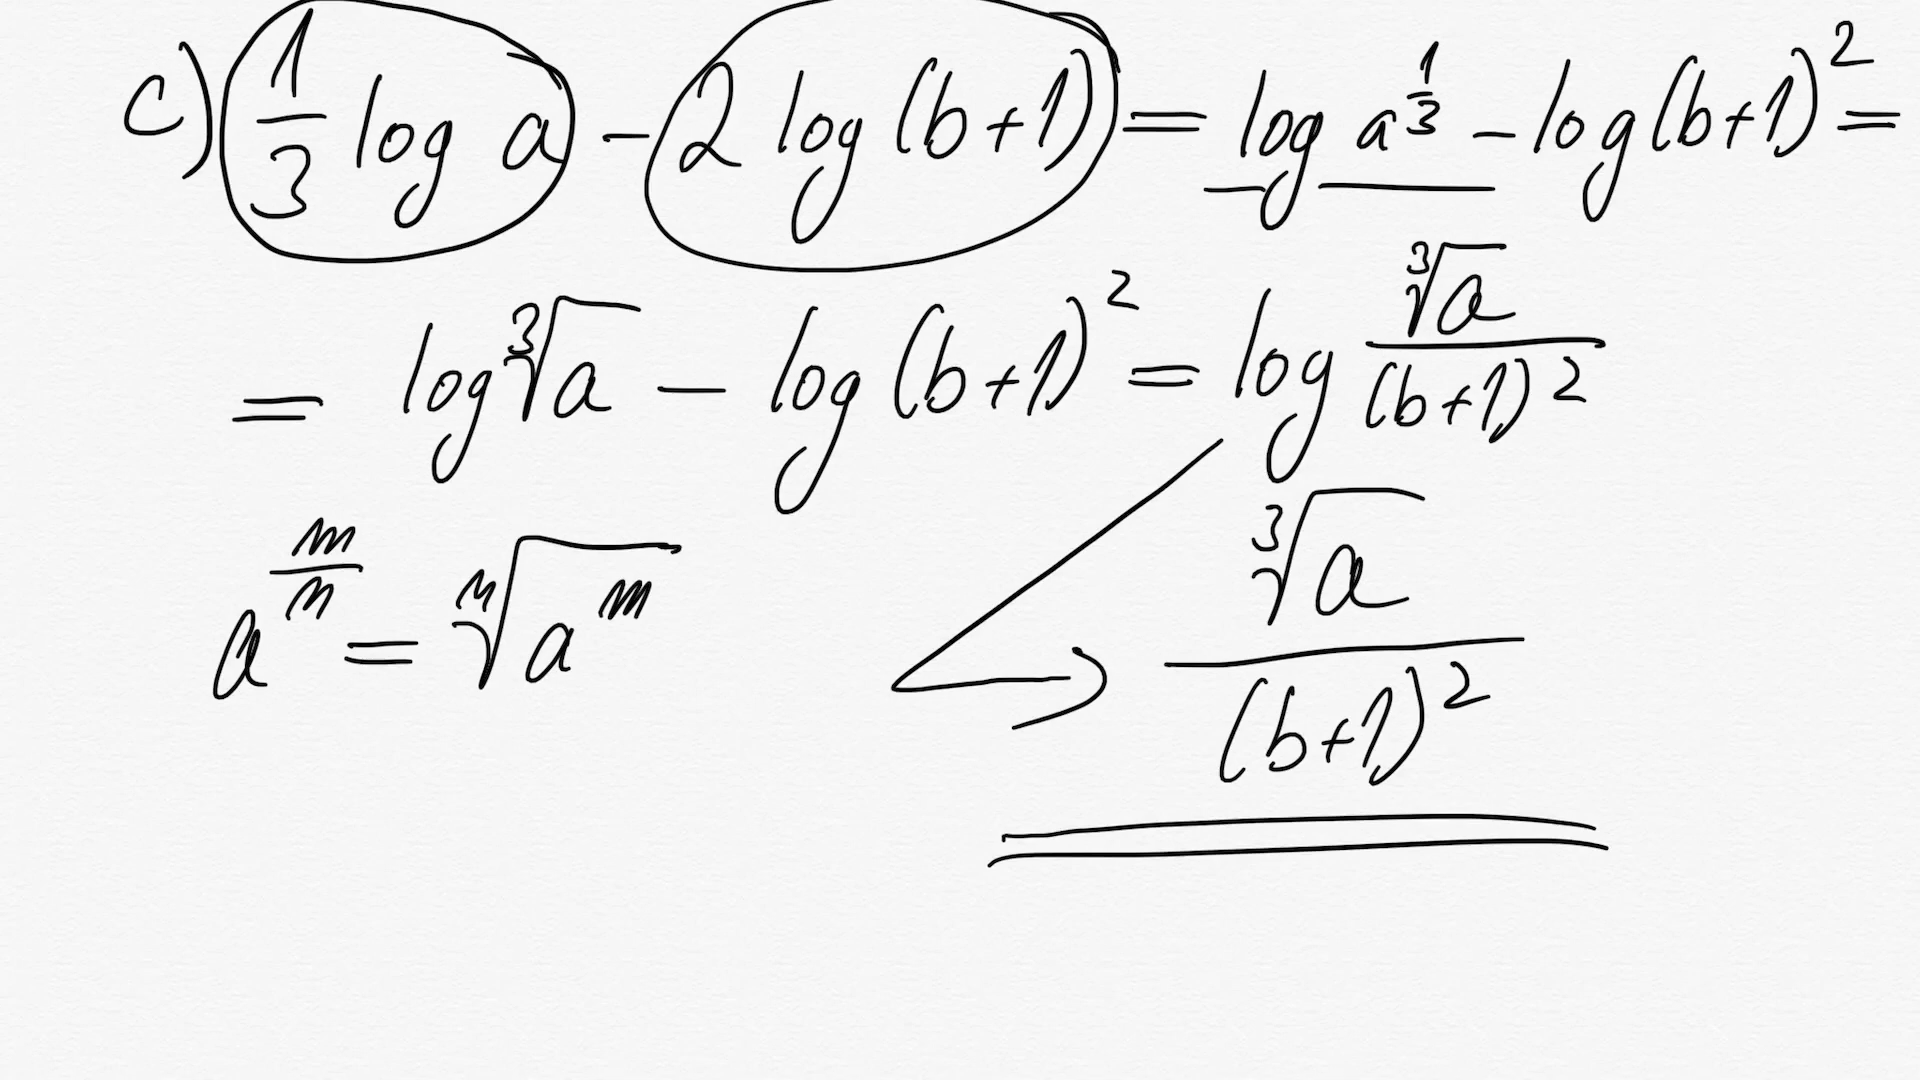 c) 1/3 log a - 2 log (b+1) = log a^(1/3) - log (b+1)^2 =
= log ∛a - log (b+1)^2 = log ∛a/(b+1)^2
a^(m/n) = ⁿ√(a^m)
∛a/(b+1)^2